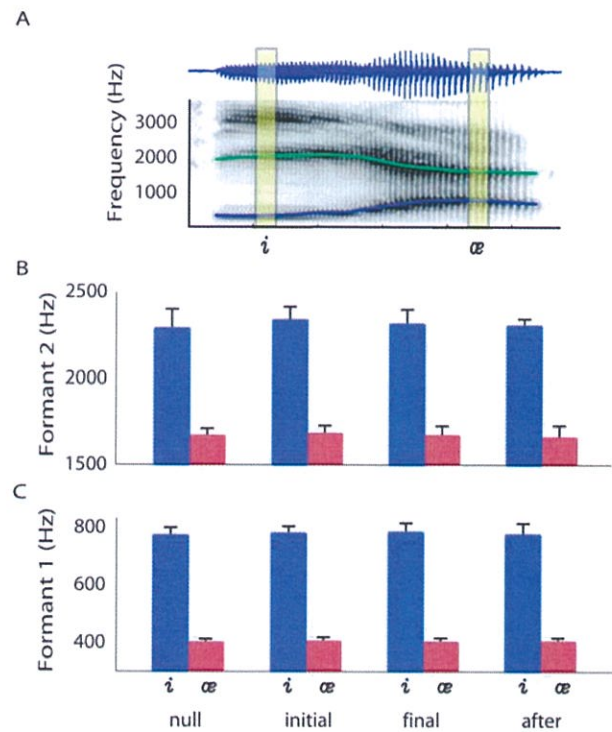 A
Frequency (Hz)
3000
2000
1000
i æ
B
Formant 2 (Hz)
2500
2000
1500
C
Formant 1 (Hz)
800
600
400
i æ i æ i æ i æ
null initial final after